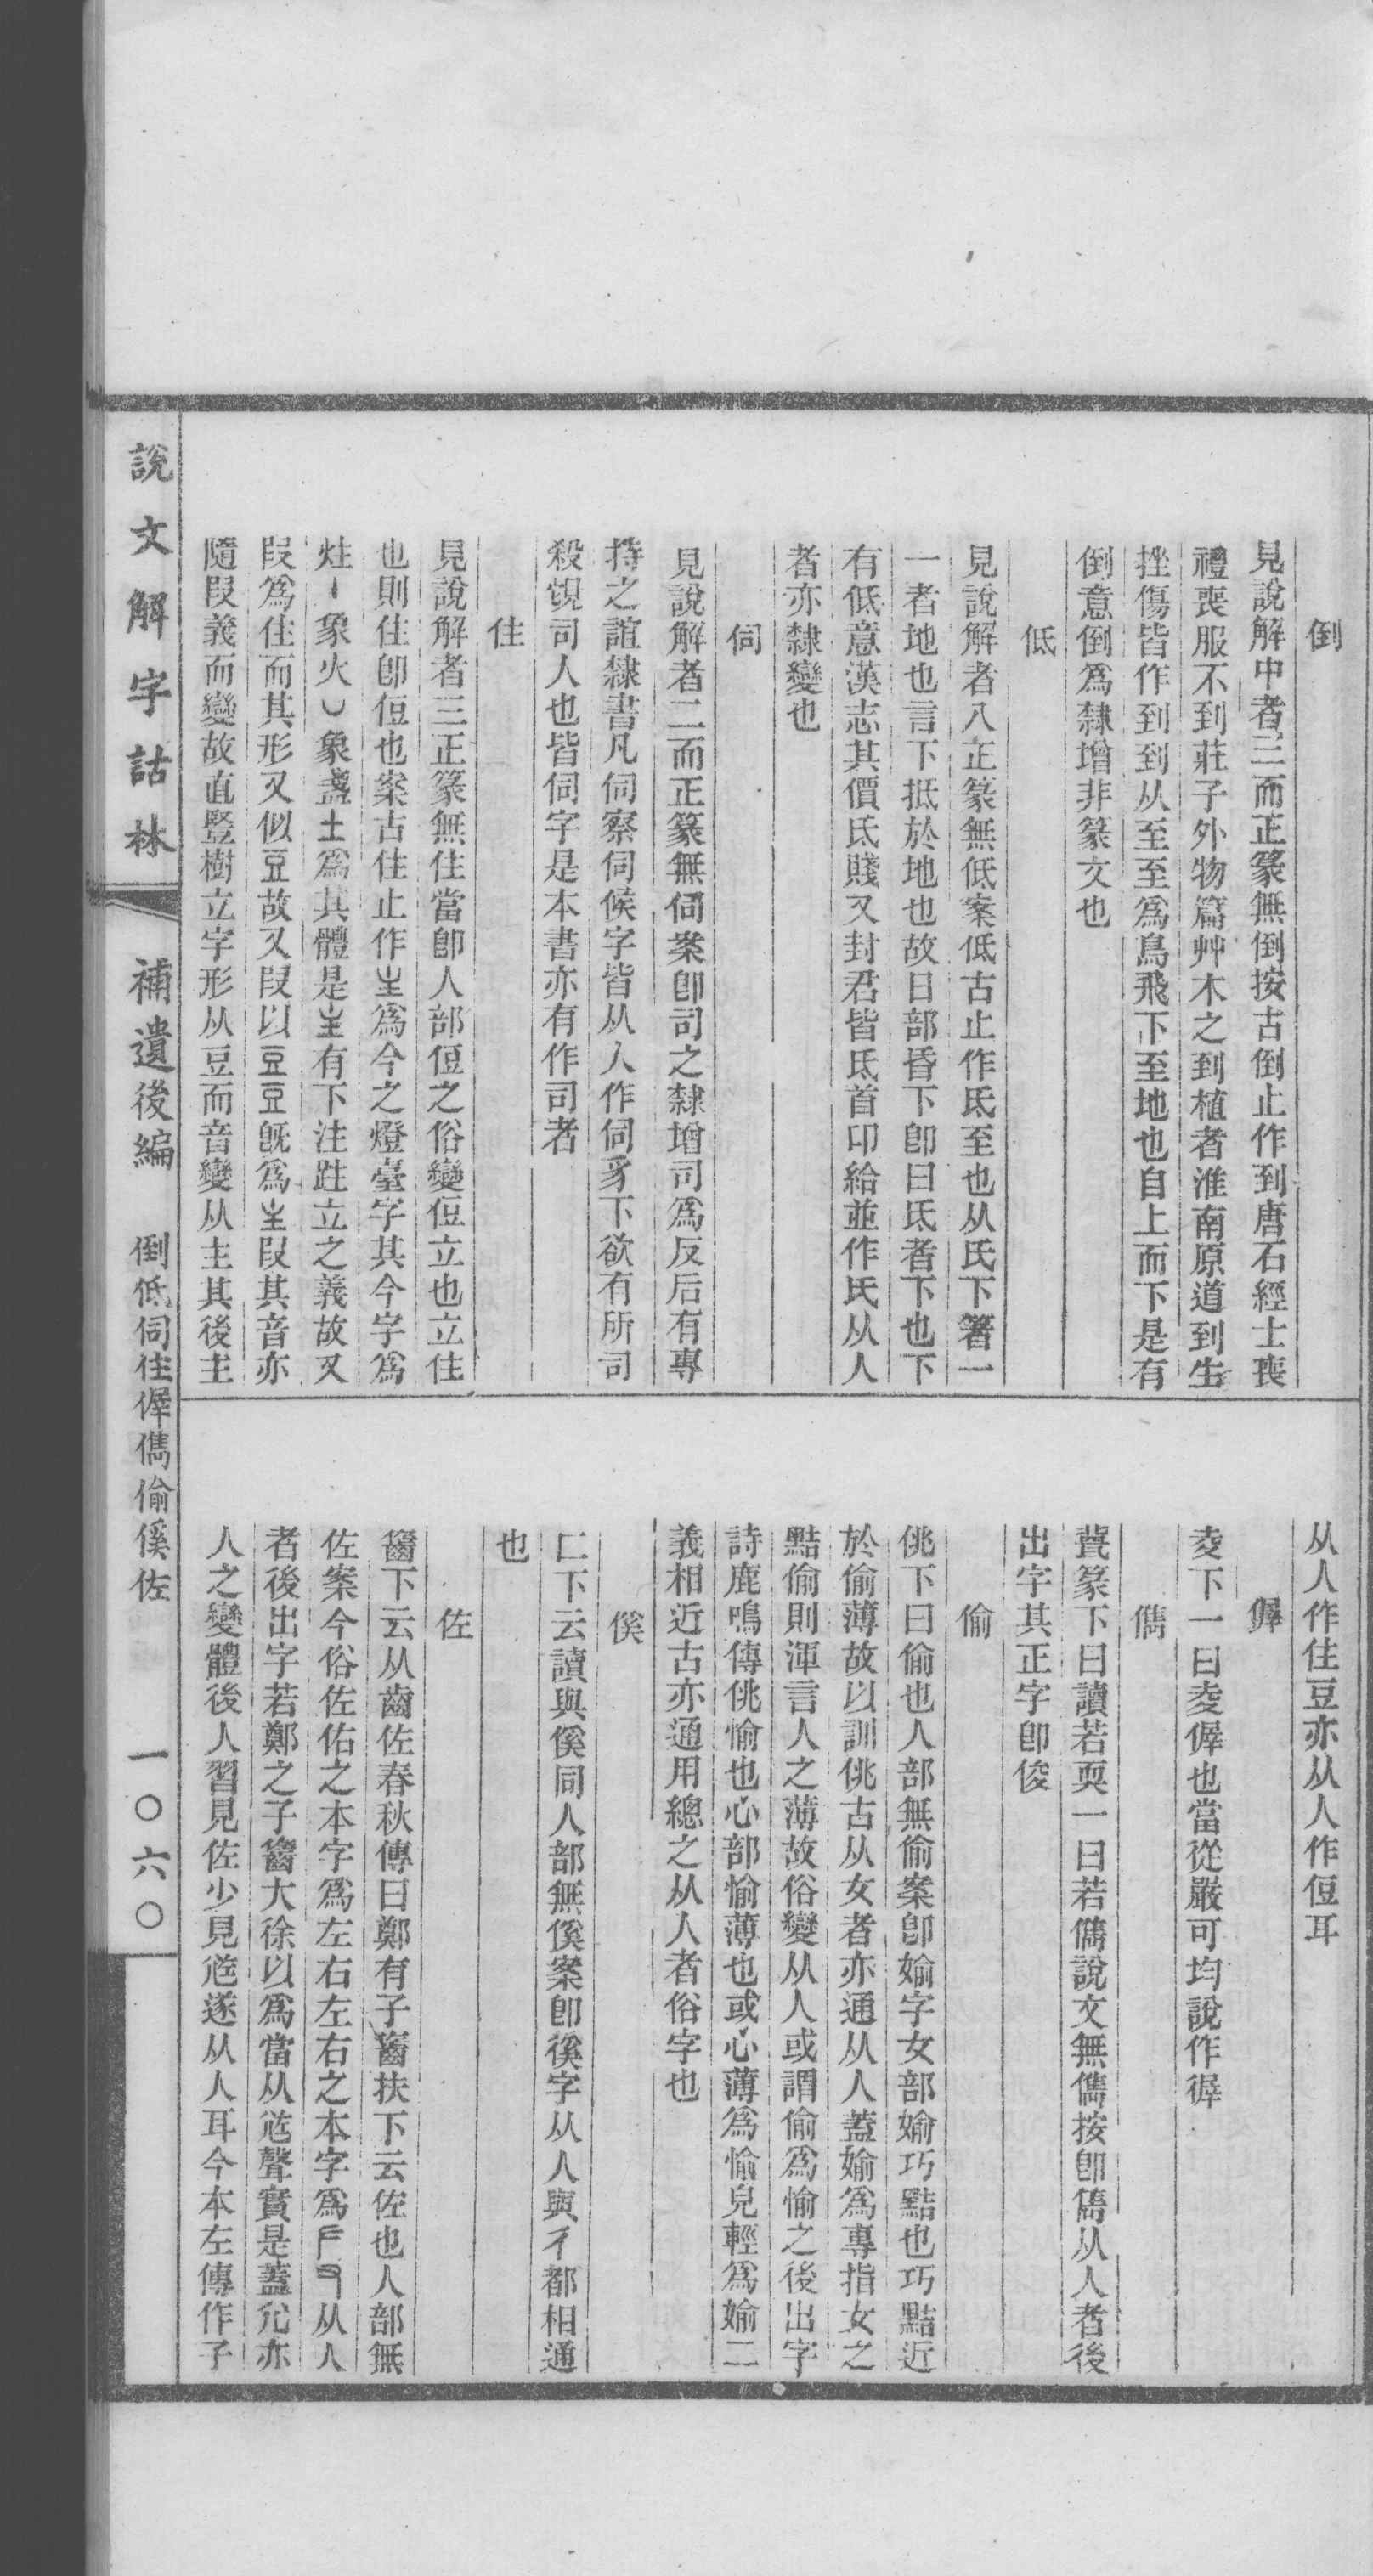 倒
見說解中者三而正篆無倒按古倒止作到唐石經士喪
禮喪服不到莊子外物篇艸木之到植者淮南原道到生
挫傷皆作到到从至至爲鳥飛下至地也自上而下是有
倒意倒爲隸增非篆文也
低
見說解者八正篆無低案低古止作氐至也从氏下箸一
一者地也言下抵於地也故日部昏下卽曰氐者下也下
有低意漢志其價氐賤又封君皆氐首卬給並作氐从人
者亦隸變也
伺
見說解者二而正篆無伺案卽司之隸增司爲反后有專
持之誼隸書凡伺察伺候字皆从人作伺豸下欲有所司
殺覗司人也皆伺字是本書亦有作司者
住
見說解者三正篆無住當卽人部侸之俗變侸立也立住
也則住卽侸也案古住止作㞷爲今之燈臺字其今字爲
炷丨象火㇃象盞土爲其體是㞷有下注跓立之義故又
叚爲住而其形又似豆故又叚以豆豆旣爲㞷叚其音亦
隨叚義而變故直豎樹立字形从豆而音變从主其後主
从人作住豆亦从人作侸耳
㣂
夌下一曰夌㣂也當從嚴可均說作徲
儁
㼱篆下曰讀若耎一曰若儁說文無儁按卽雋从人者後
出字其正字卽俊
偷
佻下曰偷也人部無偷案卽媮字女部媮巧黠也巧黠近
於偷薄故以訓佻古从女者亦通从人蓋媮爲專指女之
黠偷則渾言人之薄故俗變从人或謂偷爲愉之後出字
詩鹿鳴傳佻愉也心部愉薄也或心薄爲愉皃輕爲媮二
義相近古亦通用總之从人者俗字也
傒
匸下云讀與傒同人部無傒案卽徯字从人與彳都相通
也
佐
䶥下云从齒佐春秋傳曰鄭有子䶥扶下云佐也人部無
佐案今俗佐佑之本字爲左右左右之本字爲𠂇又从人
者後出字若鄭之子䶥大徐以爲當从𡯛聲實是蓋尣亦
人之變體後人習見佐少見𡯛遂从人耳今本左傳作子
說文解字詁林　補遺後編　倒低伺住㣂儁偷傒佐　一〇六〇